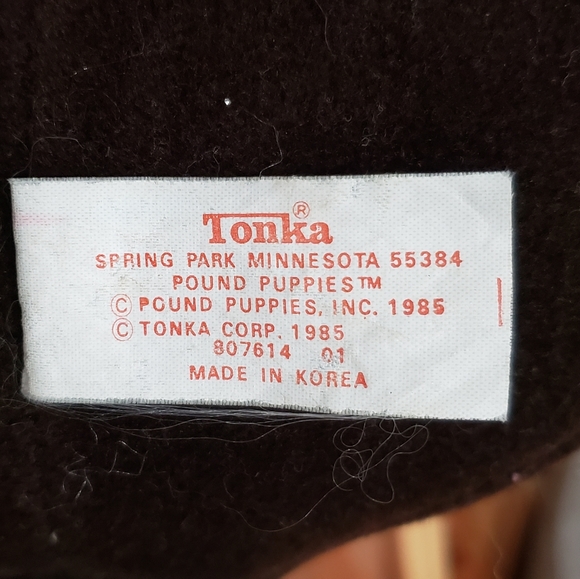 Tonka®
SPRING PARK MINNESOTA 55384
POUND PUPPIES™
© POUND PUPPIES, INC. 1985
© TONKA CORP. 1985
807614 01
MADE IN KOREA